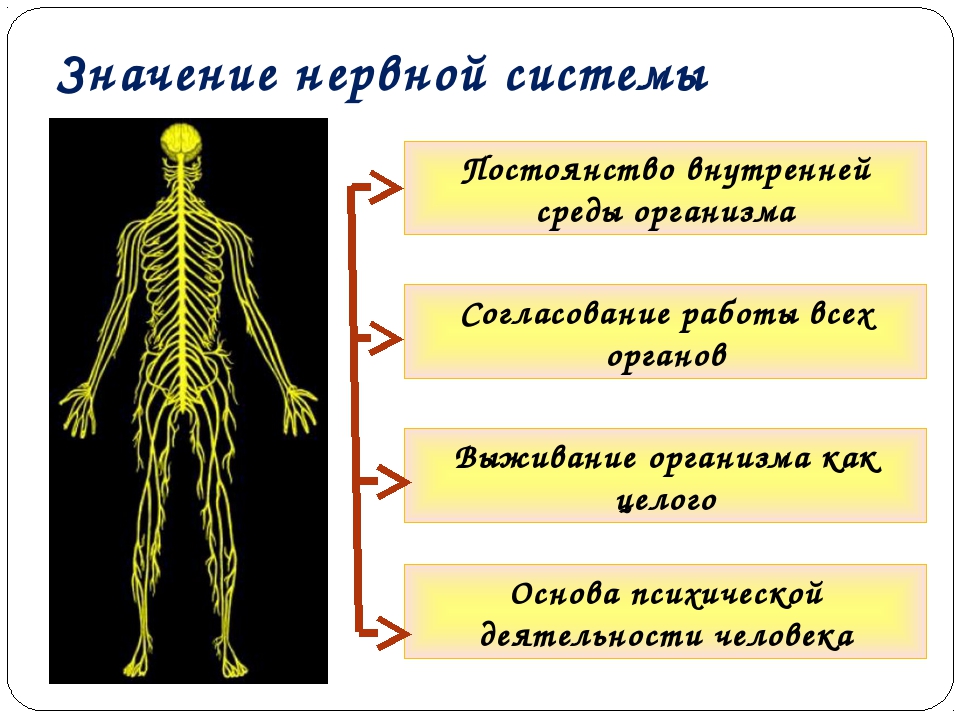 Значение нервной системы
Постоянство внутренней
среды организма
Согласование работы всех
органов
Выживание организма как
целого
Основа психической
деятельности человека